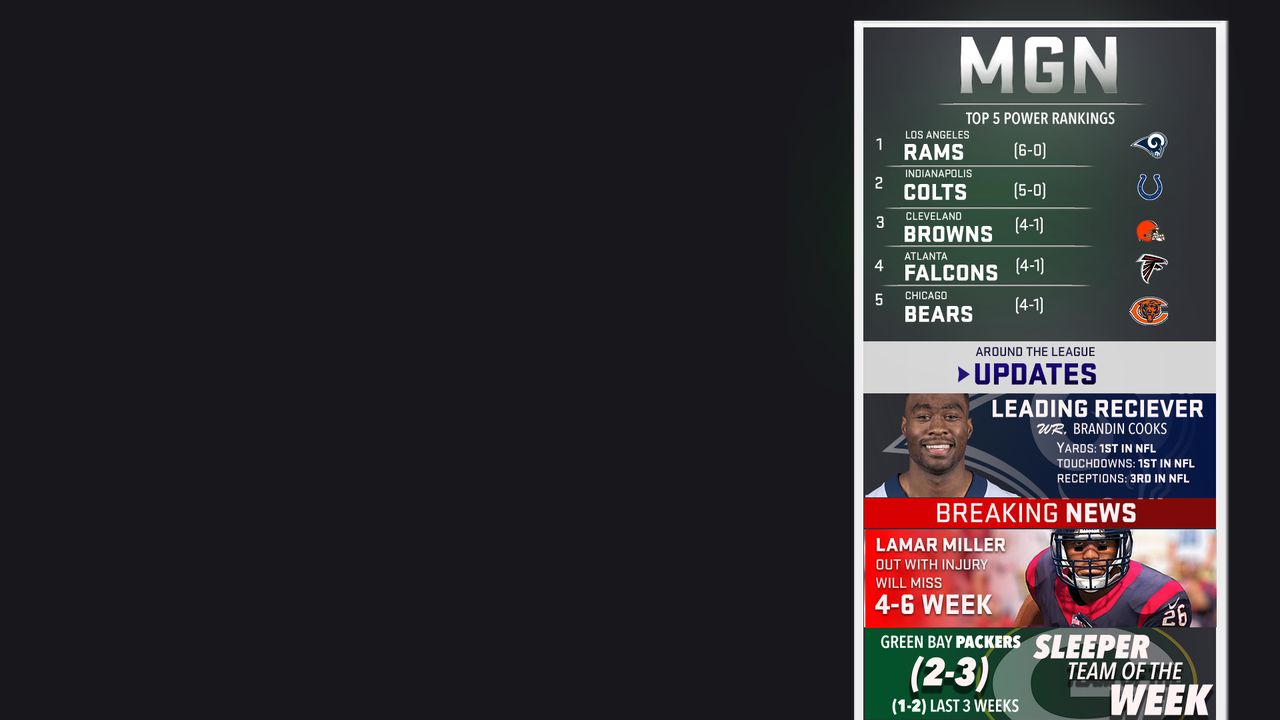 MGN
TOP 5 POWER RANKINGS
1 LOS ANGELES
RAMS (6-0)
2 INDIANAPOLIS
COLTS (5-0)
3 CLEVELAND
BROWNS (4-1)
4 ATLANTA
FALCONS (4-1)
5 CHICAGO
BEARS (4-1)
AROUND THE LEAGUE
UPDATES
LEADING RECIEVER
WR, BRANDIN COOKS
YARDS: 1ST IN NFL
TOUCHDOWNS: 1ST IN NFL
RECEPTIONS: 3RD IN NFL
BREAKING NEWS
LAMAR MILLER
OUT WITH INJURY
WILL MISS
4-6 WEEK
26
GREEN BAY PACKERS
(2-3)
(1-2) LAST 3 WEEKS
SLEEPER
TEAM OF THE
WEEK